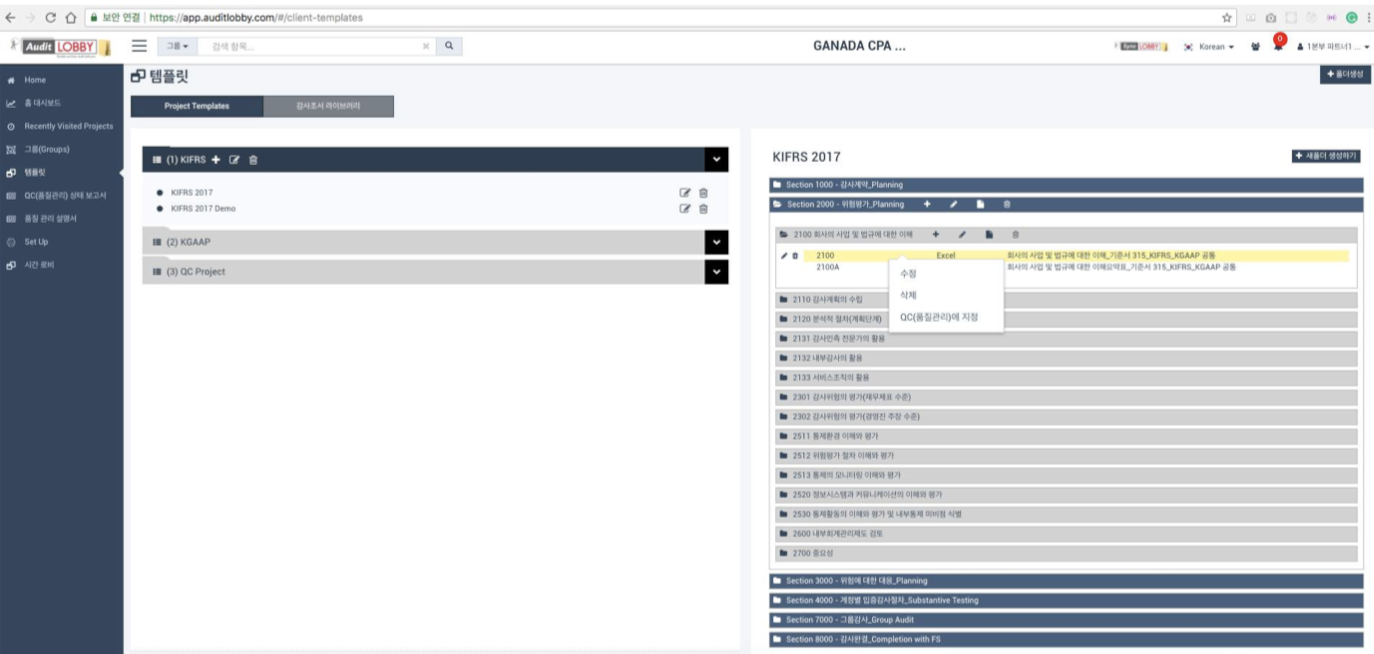 보안 연결 | https://app.auditlobby.com/#/client-templates
Audit LOBBY
그룹
검색 항목...
GANADA CPA ...
Korean
0
1본부 파트너1 ...
Home
홈 대시보드
Recently Visited Projects
그룹(Groups)
템플릿
QC(품질관리) 상태 보고서
품질 관리 설명서
Set Up
시간 로비
템플릿
+ 폴더생성
Project Templates
감사조서 라이브러리
(1) KIFRS
KIFRS 2017
KIFRS 2017 Demo
(2) KGAAP
(3) QC Project
KIFRS 2017
+ 새폴더 생성하기
Section 1000 - 감사계약_Planning
Section 2000 - 위험평가_Planning
2100 회사의 사업 및 법규에 대한 이해
2100 Excel 회사의 사업 및 법규에 대한 이해_기준서 315_KIFRS_KGAAP 공통
2100A 회사의 사업 및 법규에 대한 이해요약표_기준서 315_KIFRS_KGAAP 공통
수정
삭제
QC(품질관리)에 지정
2110 감사계획의 수립
2120 분석적 절차(계획단계)
2131 감사인측 전문가의 활용
2132 내부감사의 활용
2133 서비스조직의 활용
2301 감사위험의 평가(재무제표 수준)
2302 감사위험의 평가(경영진 주장 수준)
2511 통제환경 이해와 평가
2512 위험평가 절차 이해와 평가
2513 통제의 모니터링 이해와 평가
2520 정보시스템과 커뮤니케이션의 이해와 평가
2530 통제활동의 이해와 평가 및 내부통제 미비점 식별
2600 내부회계관리제도 검토
2700 중요성
Section 3000 - 위험에 대한 대응_Planning
Section 4000 - 계정별 입증감사절차_Substantive Testing
Section 7000 - 그룹감사_Group Audit
Section 8000 - 감사완결_Completion with FS